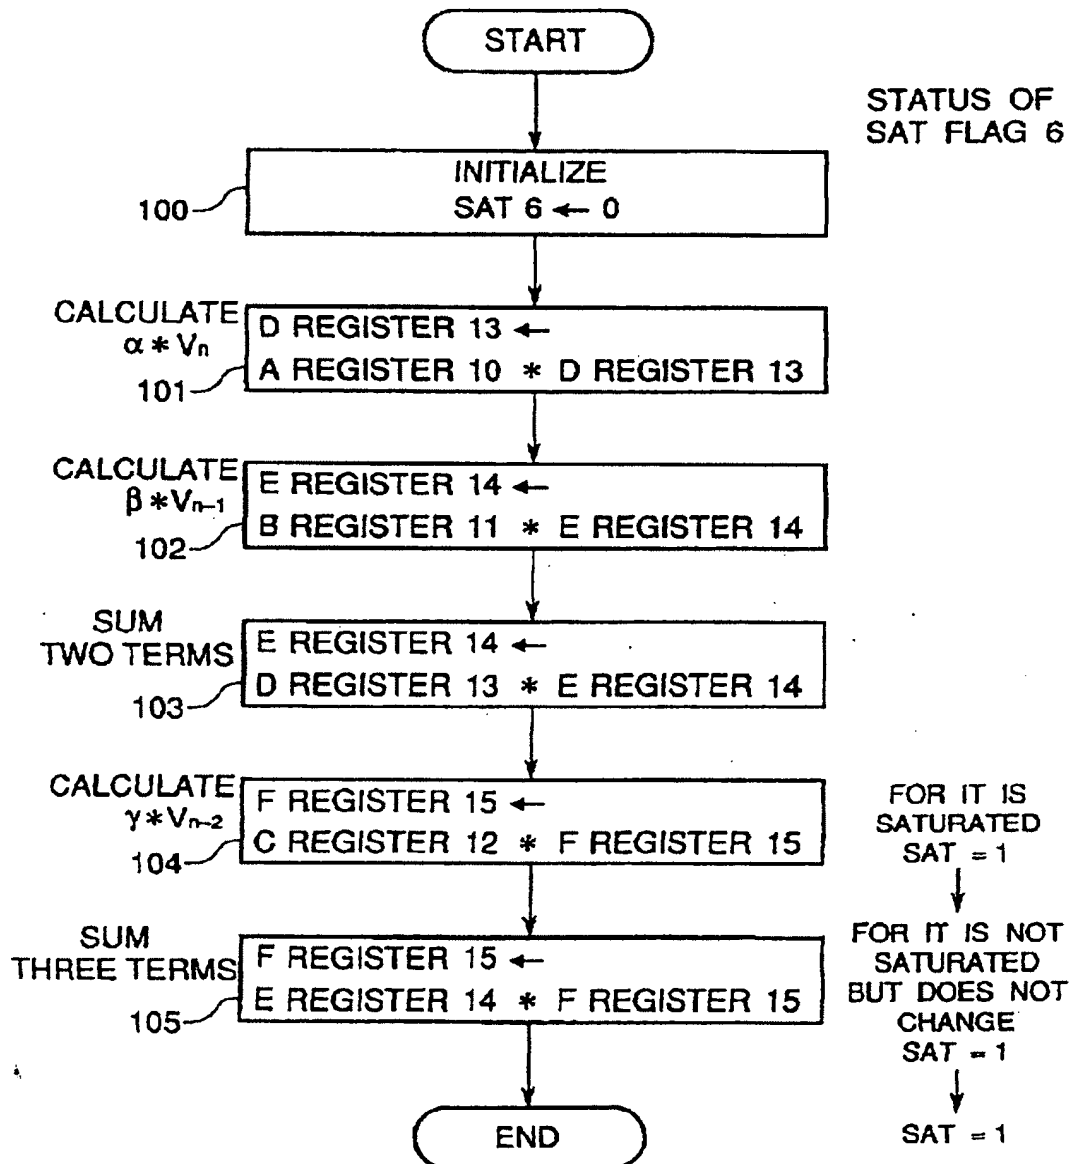 START
STATUS OF
SAT FLAG 6
INITIALIZE
SAT 6 ← 0
100
CALCULATE
α * Vn
101
D REGISTER 13 ←
A REGISTER 10 * D REGISTER 13
CALCULATE
β * Vn–1
102
E REGISTER 14 ←
B REGISTER 11 * E REGISTER 14
SUM
TWO TERMS
103
E REGISTER 14 ←
D REGISTER 13 * E REGISTER 14
CALCULATE
γ * Vn–2
104
F REGISTER 15 ←
C REGISTER 12 * F REGISTER 15
FOR IT IS
SATURATED
SAT = 1
SUM
THREE TERMS
105
F REGISTER 15 ←
E REGISTER 14 * F REGISTER 15
FOR IT IS NOT
SATURATED
BUT DOES NOT
CHANGE
SAT = 1
END
SAT = 1